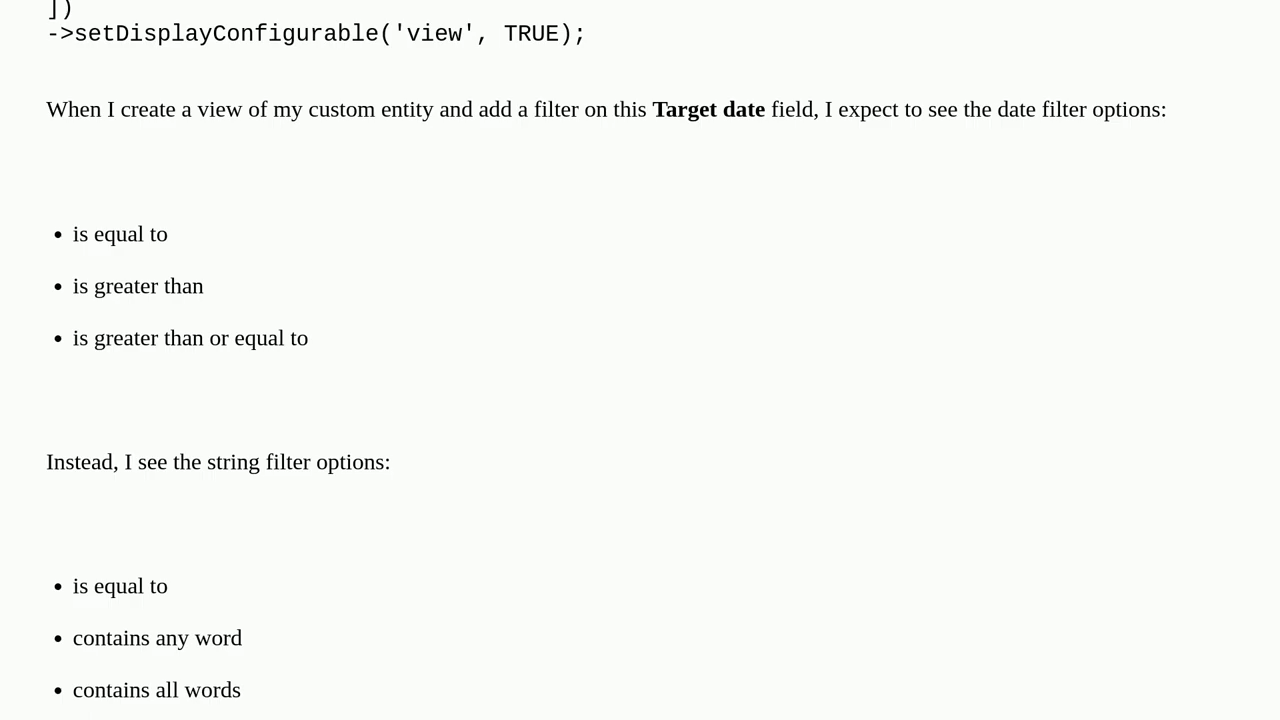 ])
->setDisplayConfigurable('view', TRUE);
When I create a view of my custom entity and add a filter on this Target date field, I expect to see the date filter options:
• is equal to
• is greater than
• is greater than or equal to
Instead, I see the string filter options:
• is equal to
• contains any word
• contains all words